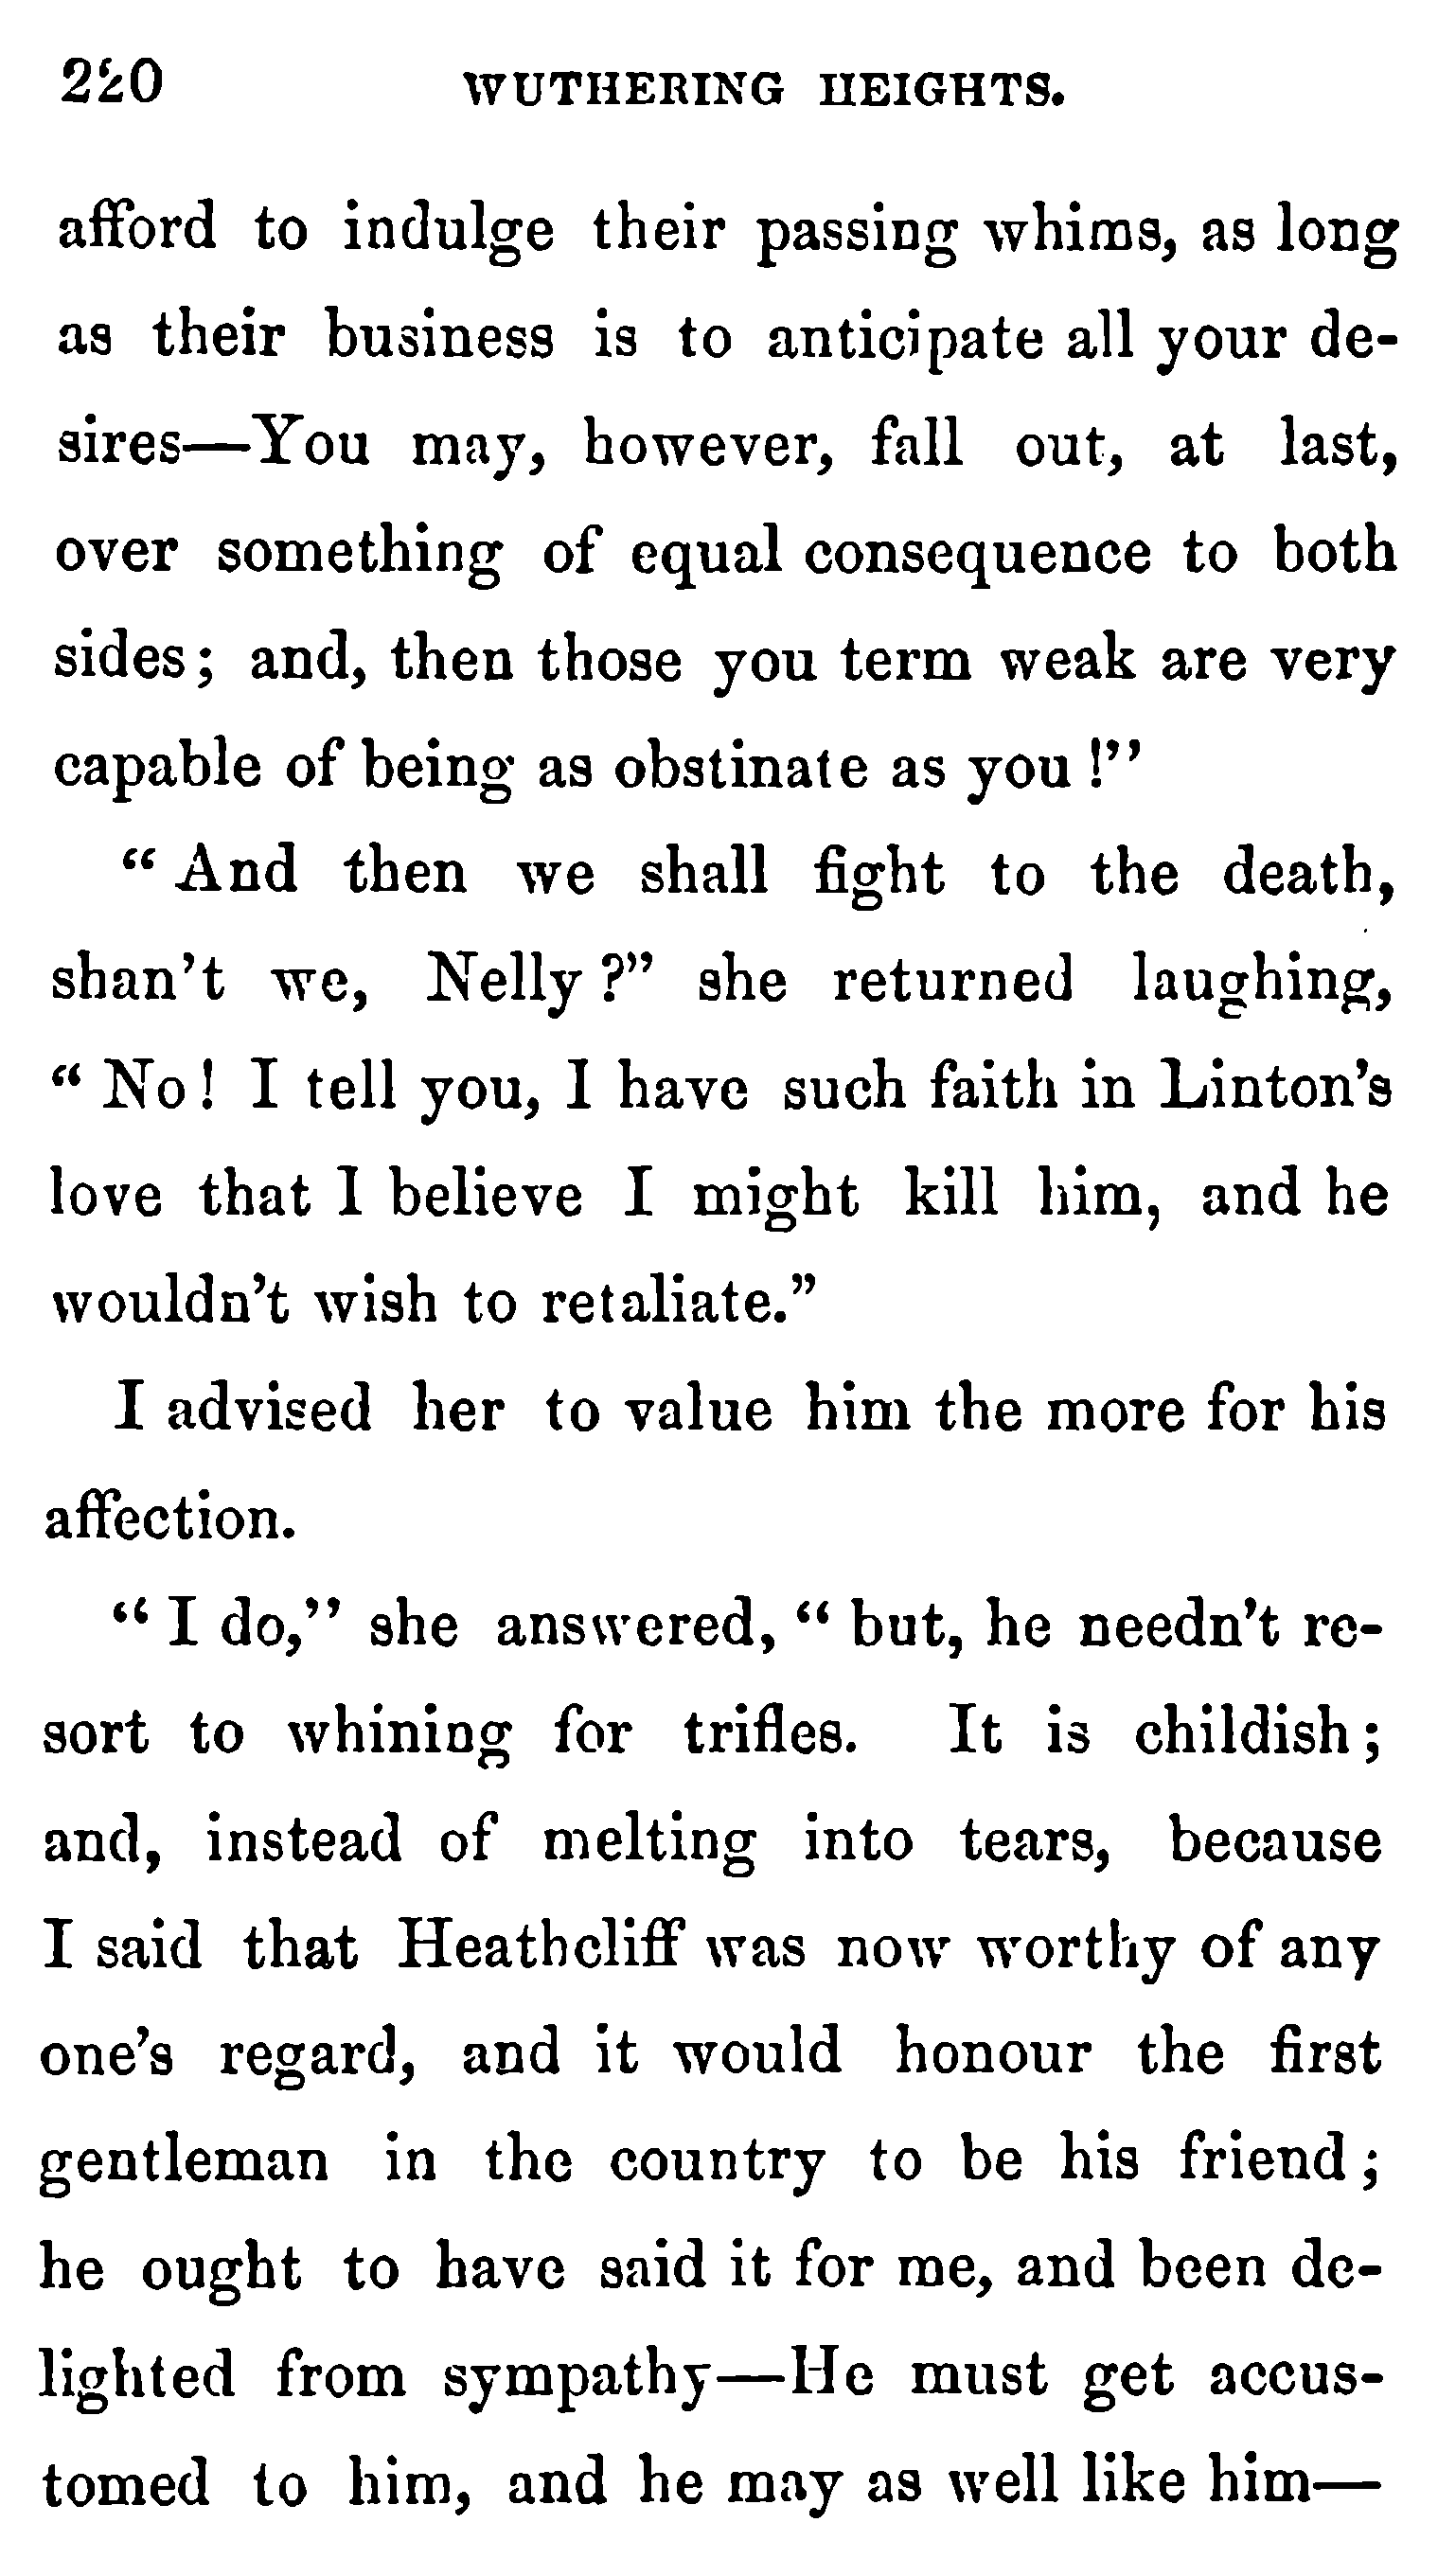 220 WUTHERING HEIGHTS.
afford to indulge their passing whims, as long
as their business is to anticipate all your de-
sires—You may, however, fall out, at last,
over something of equal consequence to both
sides; and, then those you term weak are very
capable of being as obstinate as you!"
"And then we shall fight to the death,
shan't we, Nelly?" she returned laughing,
"No! I tell you, I have such faith in Linton's
love that I believe I might kill him, and he
wouldn't wish to retaliate."
I advised her to value him the more for his
affection.
"I do," she answered, "but, he needn't re-
sort to whining for trifles. It is childish;
and, instead of melting into tears, because
I said that Heathcliff was now worthy of any
one's regard, and it would honour the first
gentleman in the country to be his friend;
he ought to have said it for me, and been de-
lighted from sympathy—He must get accus-
tomed to him, and he may as well like him—